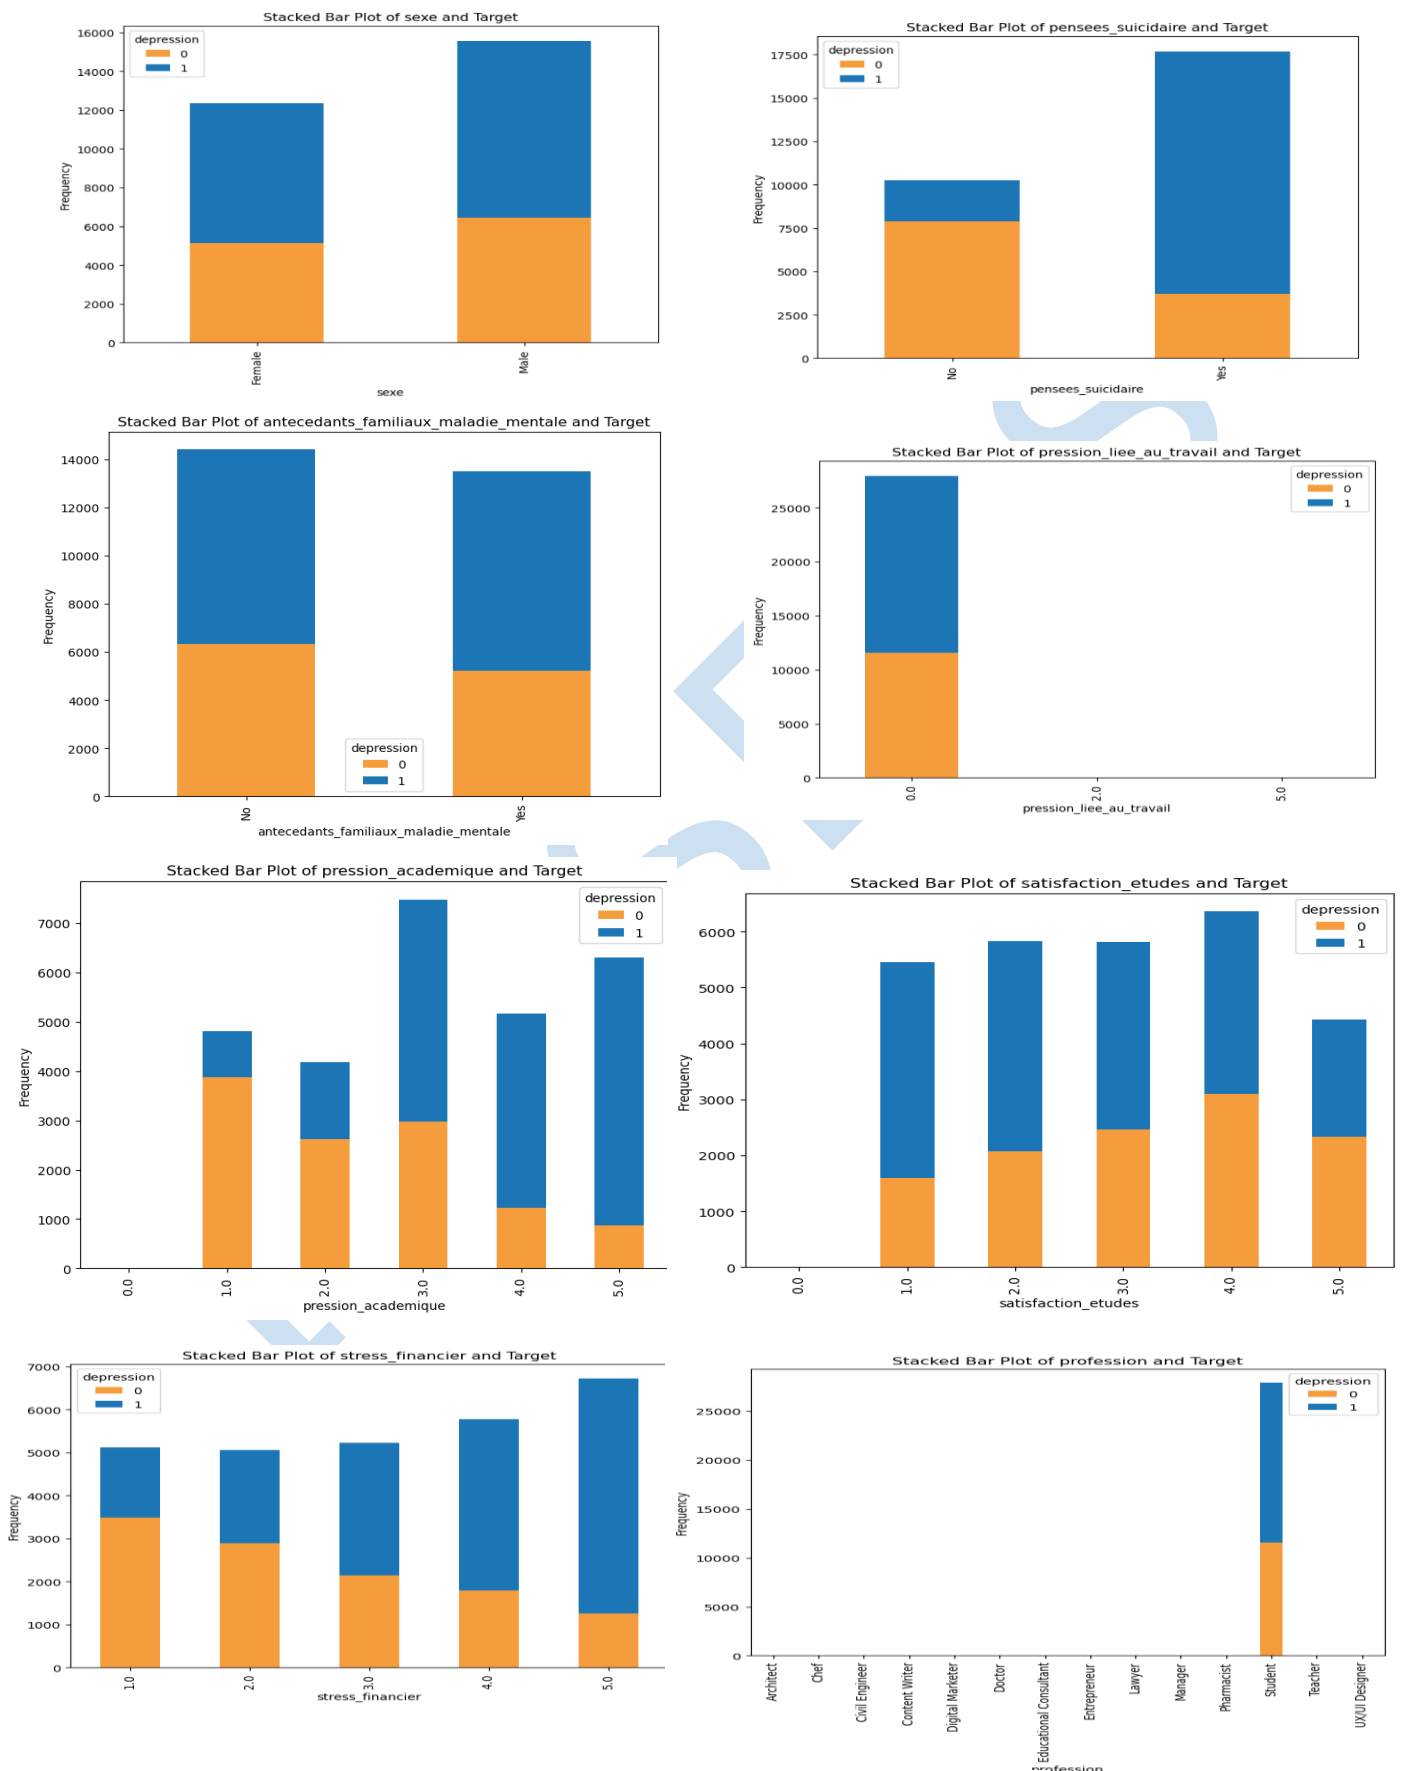 Stacked Bar Plot of sexe and Target
depression
0
1
16000
14000
12000
10000
8000
6000
4000
2000
0
Frequency
Female
Male
sexe
Stacked Bar Plot of pensees_suicidaire and Target
depression
0
1
17500
15000
12500
10000
7500
5000
2500
0
Frequency
No
Yes
pensees_suicidaire
Stacked Bar Plot of antecedants_familiaux_maladie_mentale and Target
14000
12000
10000
8000
6000
4000
2000
0
Frequency
depression
0
1
No
Yes
antecedants_familiaux_maladie_mentale
Stacked Bar Plot of pression_liee_au_travail and Target
depression
0
1
25000
20000
15000
10000
5000
0
Frequency
0.0
2.0
5.0
pression_liee_au_travail
Stacked Bar Plot of pression_academique and Target
depression
0
1
7000
6000
5000
4000
3000
2000
1000
0
Frequency
0.0
1.0
2.0
3.0
4.0
5.0
pression_academique
Stacked Bar Plot of satisfaction_etudes and Target
depression
0
1
6000
5000
4000
3000
2000
1000
0
Frequency
0.0
1.0
2.0
3.0
4.0
5.0
satisfaction_etudes
Stacked Bar Plot of stress_financier and Target
depression
0
1
7000
6000
5000
4000
3000
2000
1000
0
Frequency
1.0
2.0
3.0
4.0
5.0
stress_financier
Stacked Bar Plot of profession and Target
depression
0
1
25000
20000
15000
10000
5000
0
Frequency
Architect
Chef
Civil Engineer
Content Writer
Digital Marketer
Doctor
Educational Consultant
Entrepreneur
Lawyer
Manager
Pharmacist
Student
Teacher
UX/UI Designer
profession